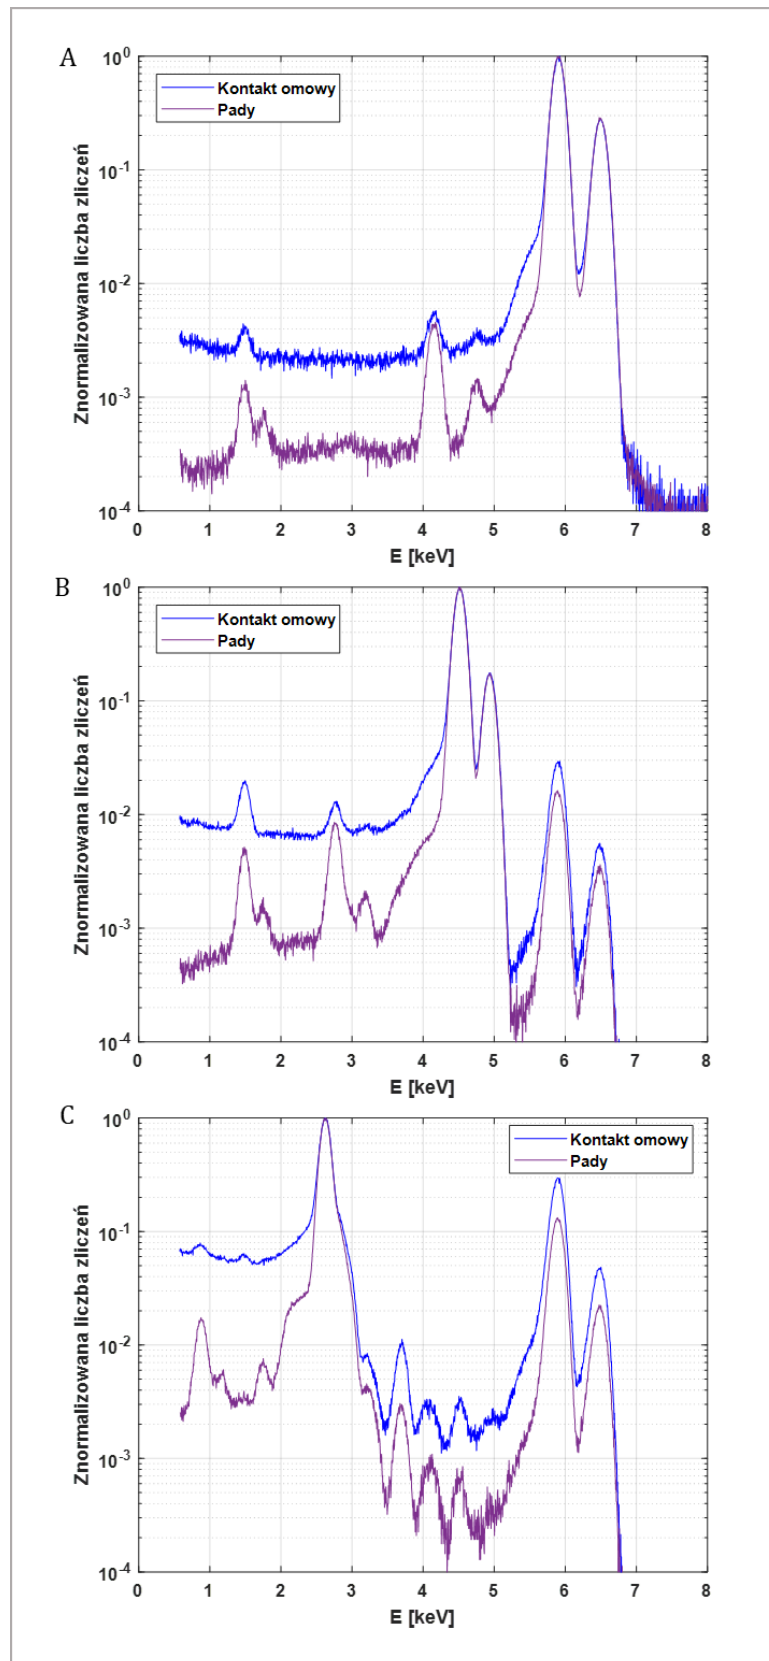 A
Znormalizowana liczba zliczeń
10^0
10^-1
10^-2
10^-3
10^-4
Kontakt omowy
Pady
0 1 2 3 4 5 6 7 8
E [keV]
B
Znormalizowana liczba zliczeń
10^0
10^-1
10^-2
10^-3
10^-4
Kontakt omowy
Pady
0 1 2 3 4 5 6 7 8
E [keV]
C
Znormalizowana liczba zliczeń
10^0
10^-1
10^-2
10^-3
10^-4
Kontakt omowy
Pady
0 1 2 3 4 5 6 7 8
E [keV]